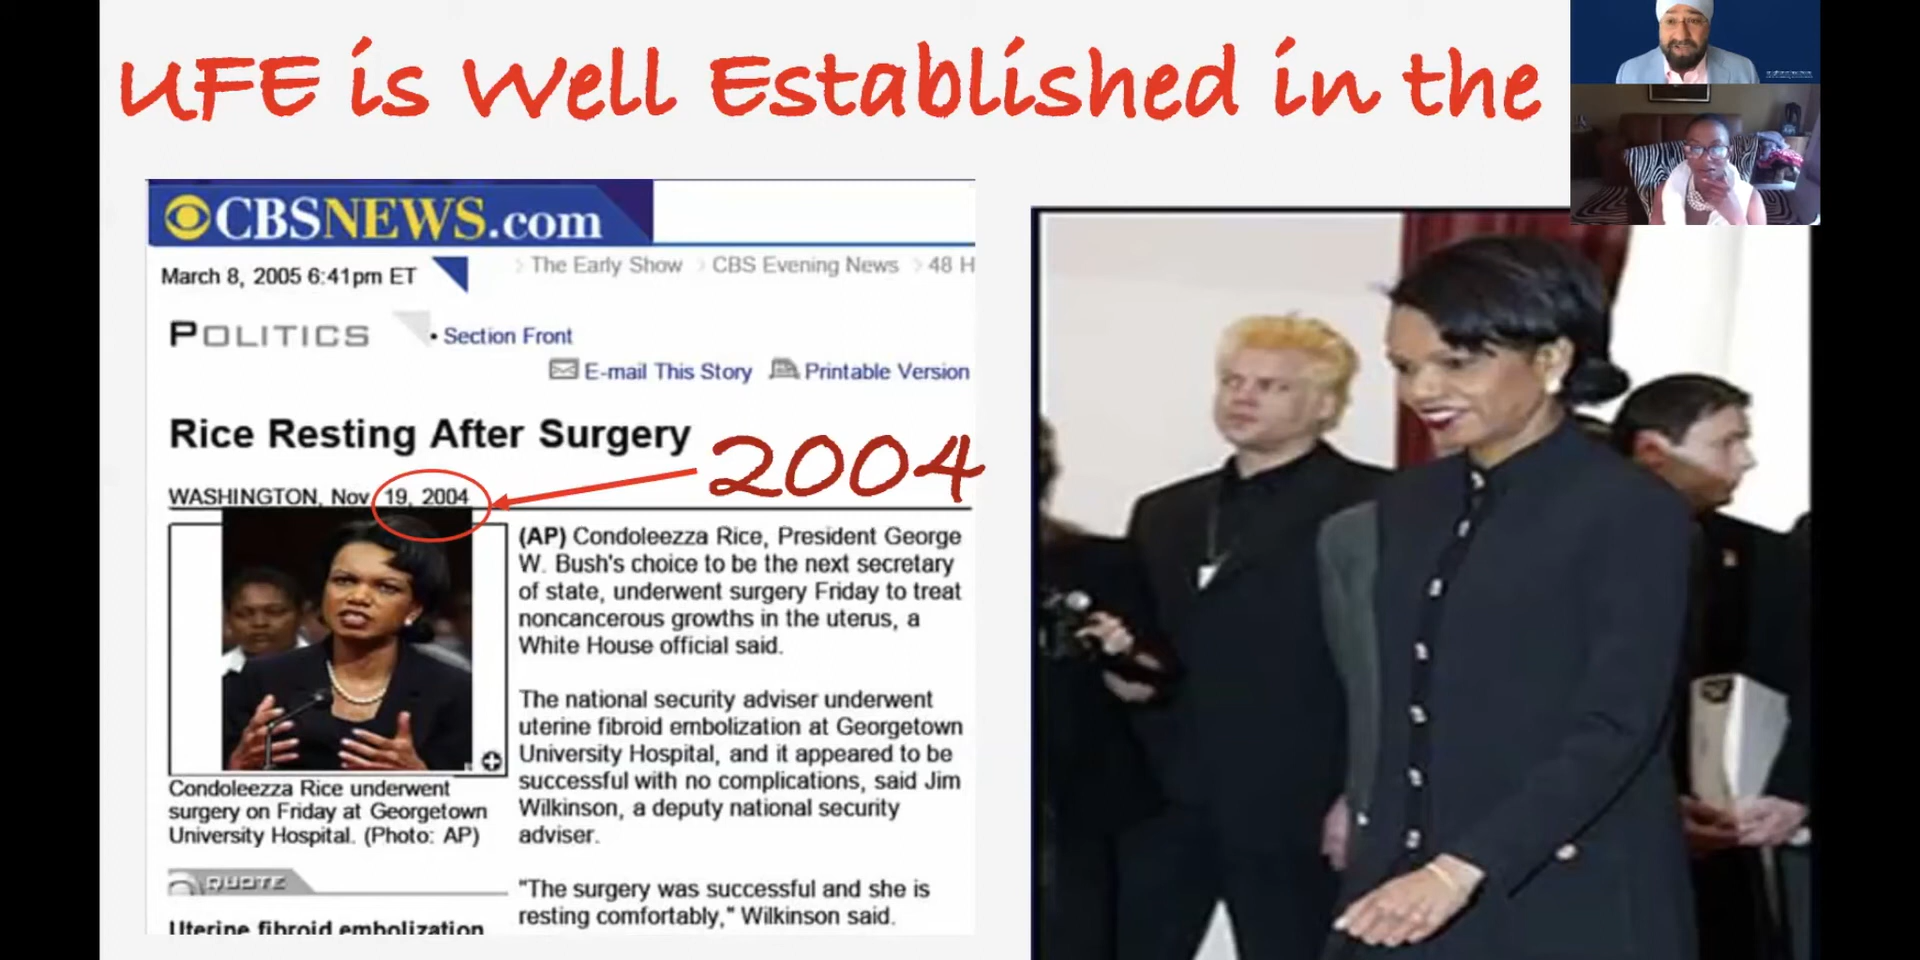 UFE is Well Established in the
CBSNEWS.com
March 8, 2005 6:41pm ET
The Early Show
CBS Evening News
48 H
POLITICS
• Section Front
E-mail This Story
Printable Version
Rice Resting After Surgery
2004
WASHINGTON, Nov. 19, 2004
(AP) Condoleezza Rice, President George
W. Bush's choice to be the next secretary
of state, underwent surgery Friday to treat
noncancerous growths in the uterus, a
White House official said.
The national security adviser underwent
uterine fibroid embolization at Georgetown
University Hospital, and it appeared to be
successful with no complications, said Jim
Wilkinson, a deputy national security
adviser.
"The surgery was successful and she is
resting comfortably," Wilkinson said.
Condoleezza Rice underwent
surgery on Friday at Georgetown
University Hospital. (Photo: AP)
QUOTE
Uterine fibroid embolization